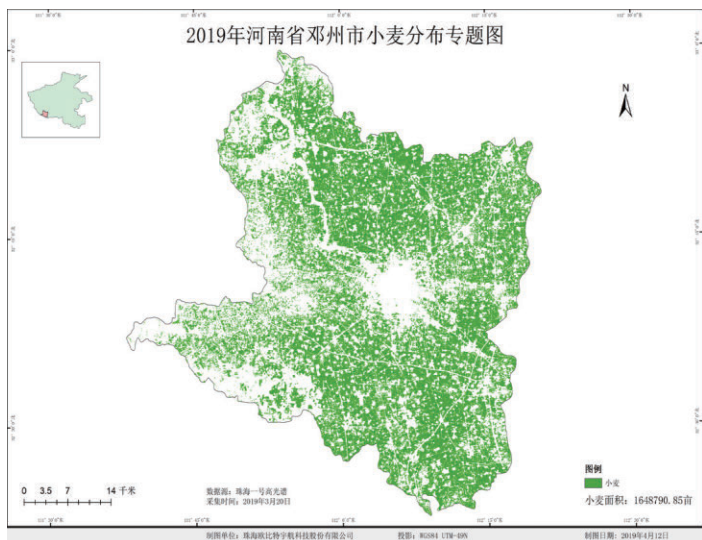 2019年河南省邓州市小麦分布专题图
N
图例
小麦
小麦面积：1648790.85亩
0 3.5 7 14 千米
数据源：珠海一号高光谱
采集时间：2019年3月20日
制图单位：珠海欧比特宇航科技股份有限公司 投影：WGS84 UTM-49N 制图日期：2019年4月12日